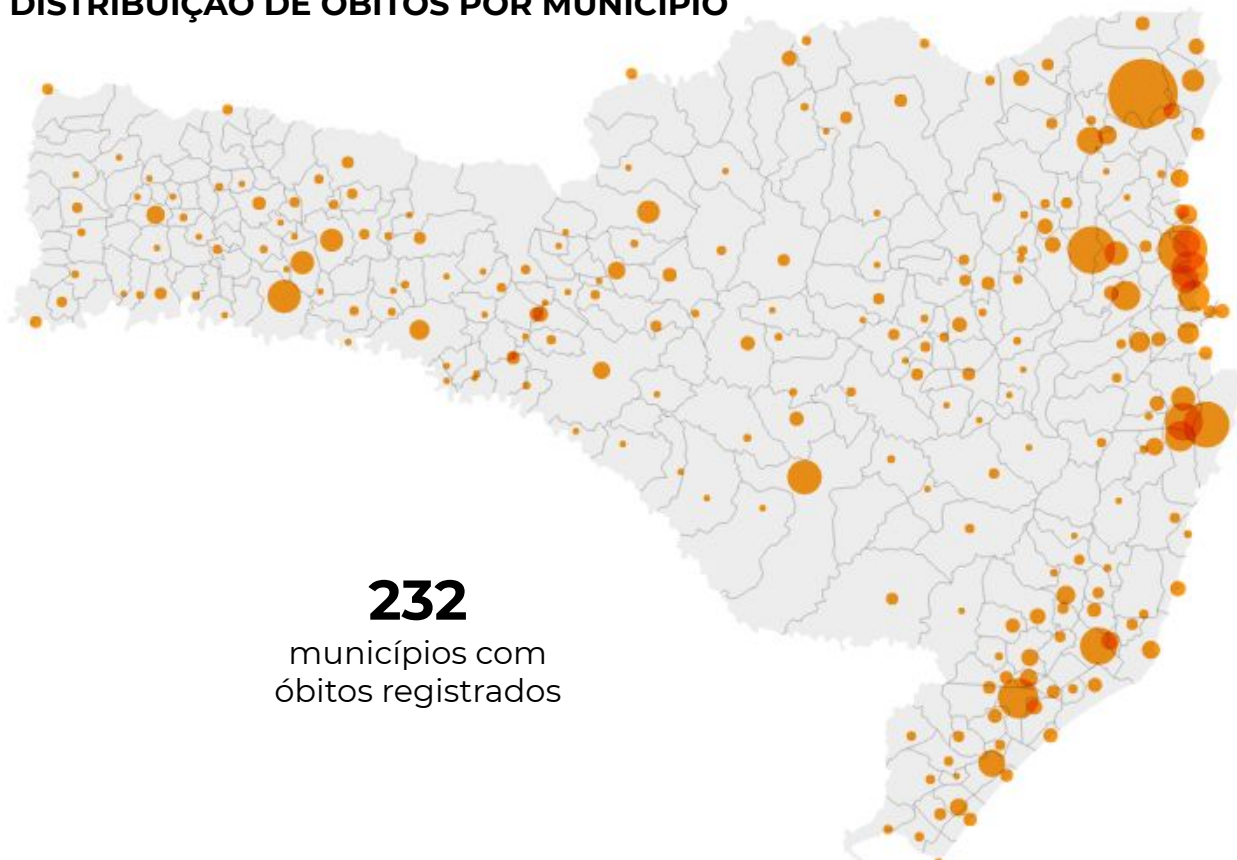 DISTRIBUIÇÃO DE ÓBITOS POR MUNICÍPIO
232
municípios com
óbitos registrados